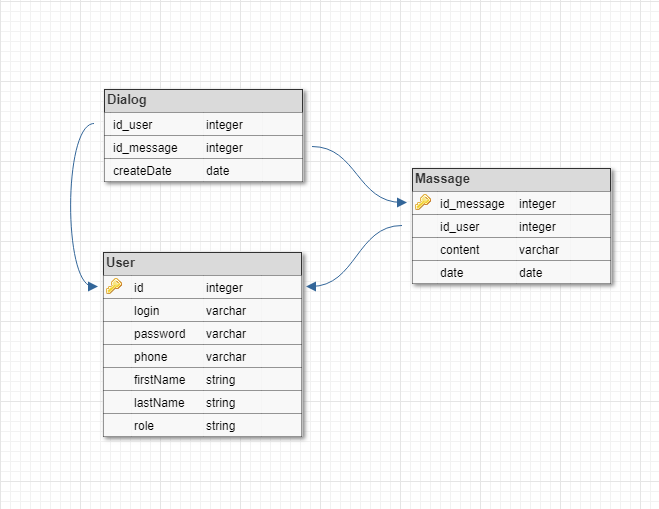 Dialog
id_user integer
id_message integer
createDate date
Massage
id_message integer
id_user integer
content varchar
date date
User
id integer
login varchar
password varchar
phone varchar
firstName string
lastName string
role string